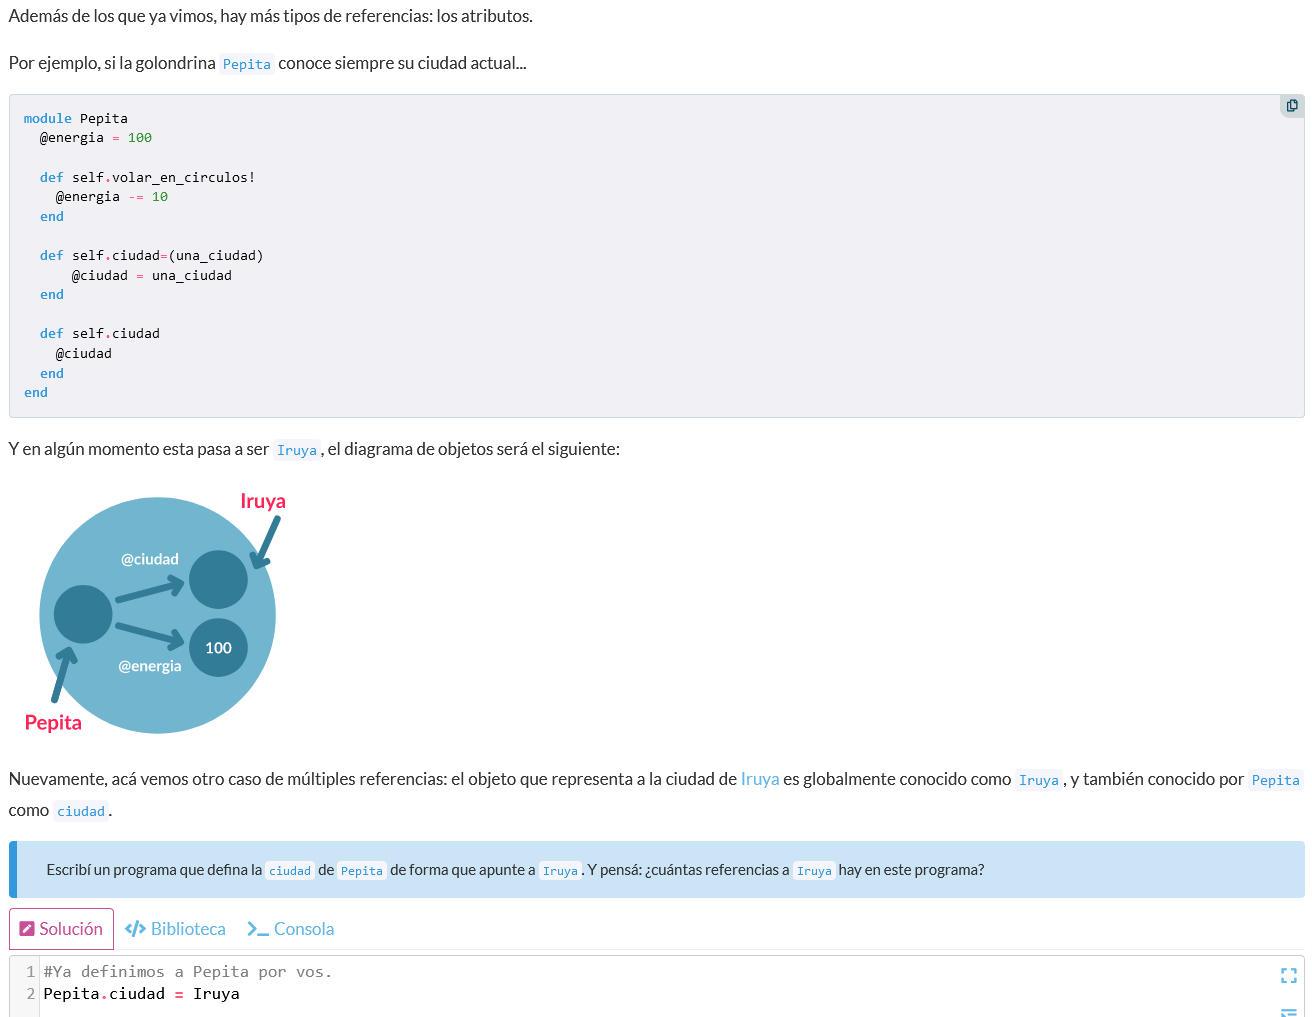 Además de los que ya vimos, hay más tipos de referencias: los atributos.
Por ejemplo, si la golondrina Pepita conoce siempre su ciudad actual...
module Pepita
  @energia = 100

  def self.volar_en_circulos!
    @energia -= 10
  end

  def self.ciudad=(una_ciudad)
      @ciudad = una_ciudad
  end

  def self.ciudad
    @ciudad
  end
end
Y en algún momento esta pasa a ser Iruya, el diagrama de objetos será el siguiente:
Iruya
@ciudad
100
@energia
Pepita
Nuevamente, acá vemos otro caso de múltiples referencias: el objeto que representa a la ciudad de Iruya es globalmente conocido como Iruya, y también conocido por Pepita
como ciudad.
Escribí un programa que defina la ciudad de Pepita de forma que apunte a Iruya. Y pensá: ¿cuántas referencias a Iruya hay en este programa?
Solución </> Biblioteca >_ Consola
1 #Ya definimos a Pepita por vos.
2 Pepita.ciudad = Iruya